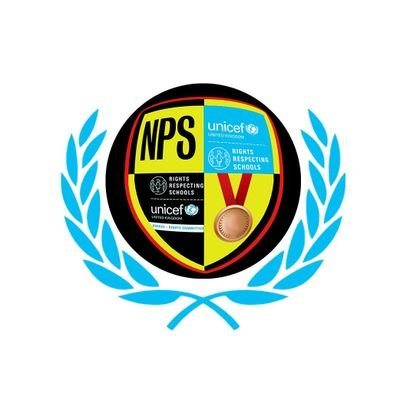 NPS
unicef
UNITED KINGDOM
RIGHTS
RESPECTING
SCHOOLS
RIGHTS
RESPECTING
SCHOOLS
unicef
UNITED KINGDOM